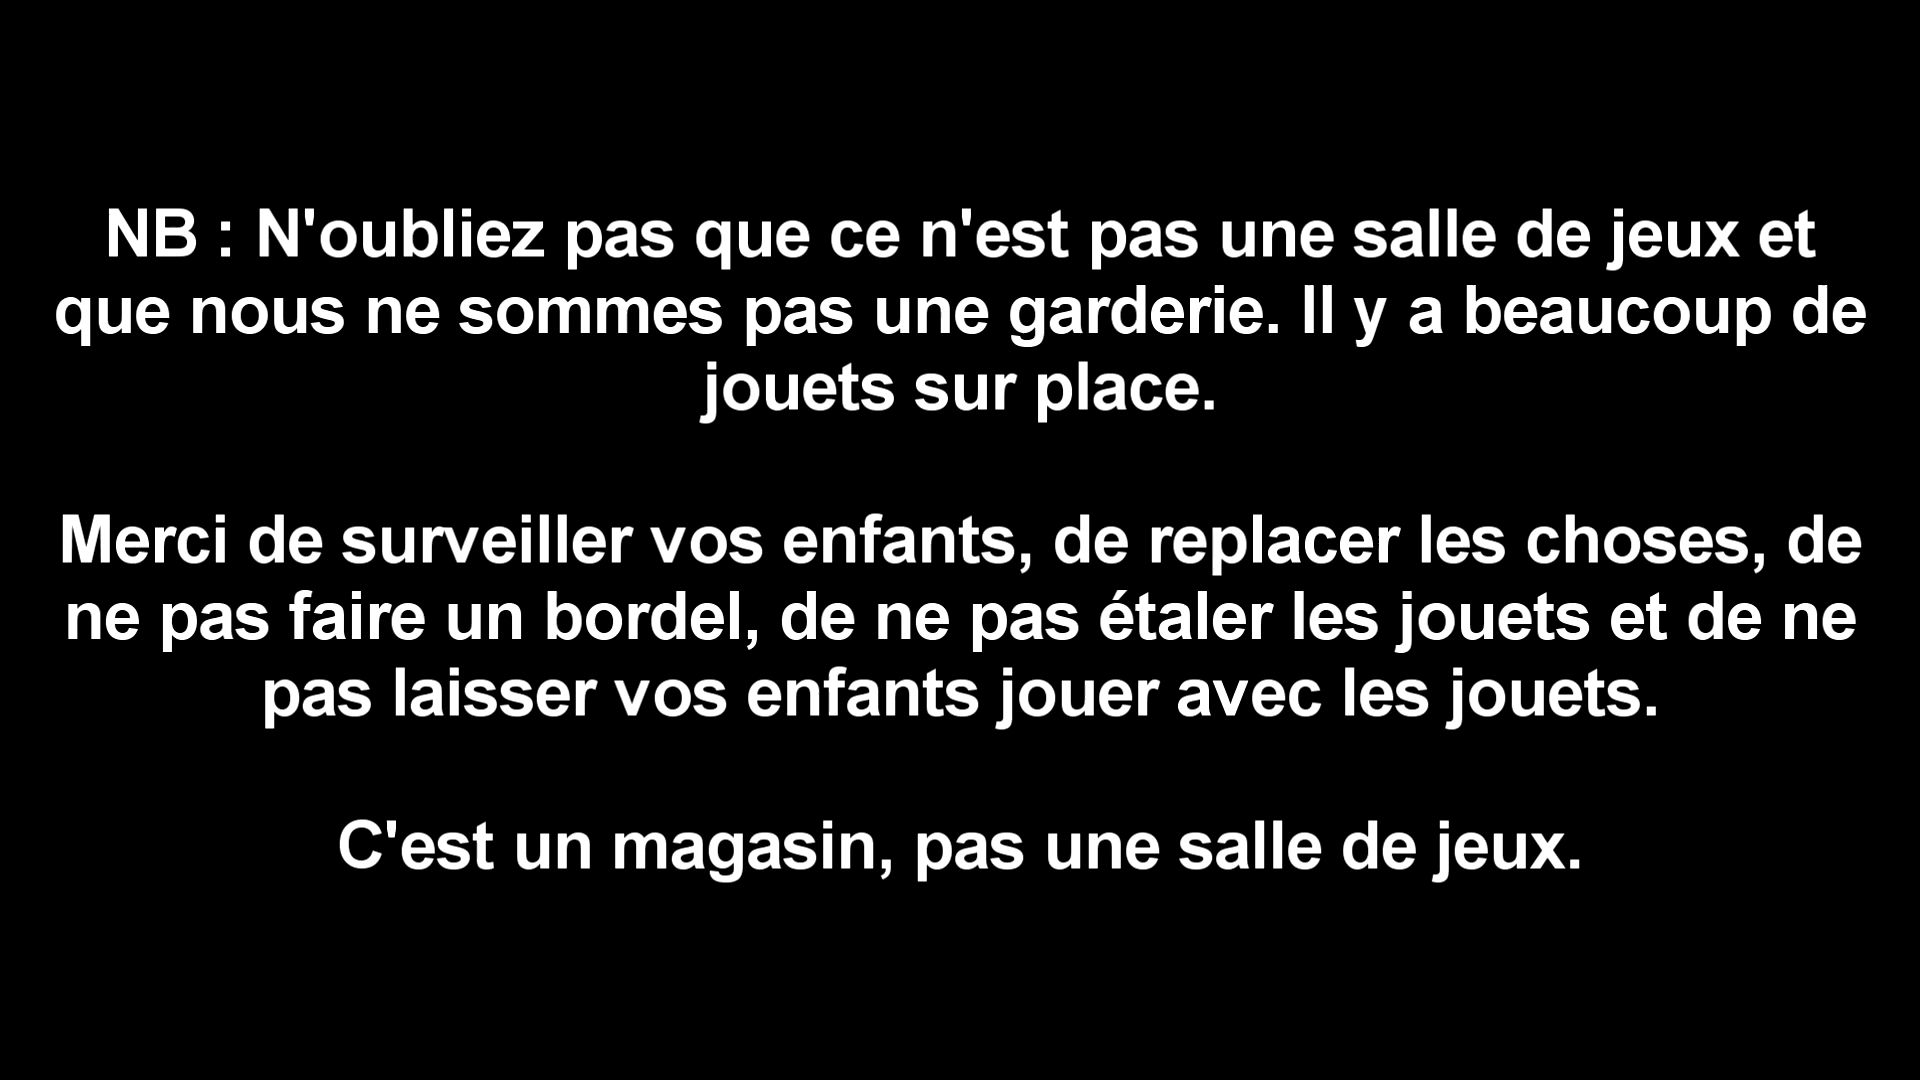 NB : N'oubliez pas que ce n'est pas une salle de jeux et
que nous ne sommes pas une garderie. Il y a beaucoup de
jouets sur place.
Merci de surveiller vos enfants, de replacer les choses, de
ne pas faire un bordel, de ne pas étaler les jouets et de ne
pas laisser vos enfants jouer avec les jouets.
C'est un magasin, pas une salle de jeux.